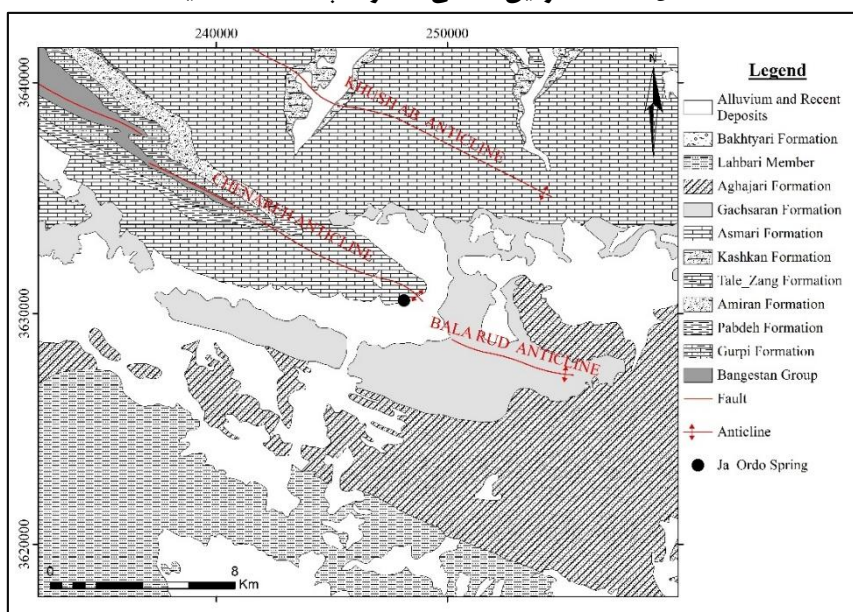 240000 250000
N
3640000
3630000
3620000
KHUSH AB ANTICLINE
CHENAREH ANTICLINE
BALA RUD ANTICLINE
0 8
Km
Legend
Alluvium and Recent
Deposits
Bakhtyari Formation
Lahbari Member
Aghajari Formation
Gachsaran Formation
Asmari Formation
Kashkan Formation
Tale_Zang Formation
Amiran Formation
Pabdeh Formation
Gurpi Formation
Bangestan Group
Fault
Anticline
Ja Ordo Spring